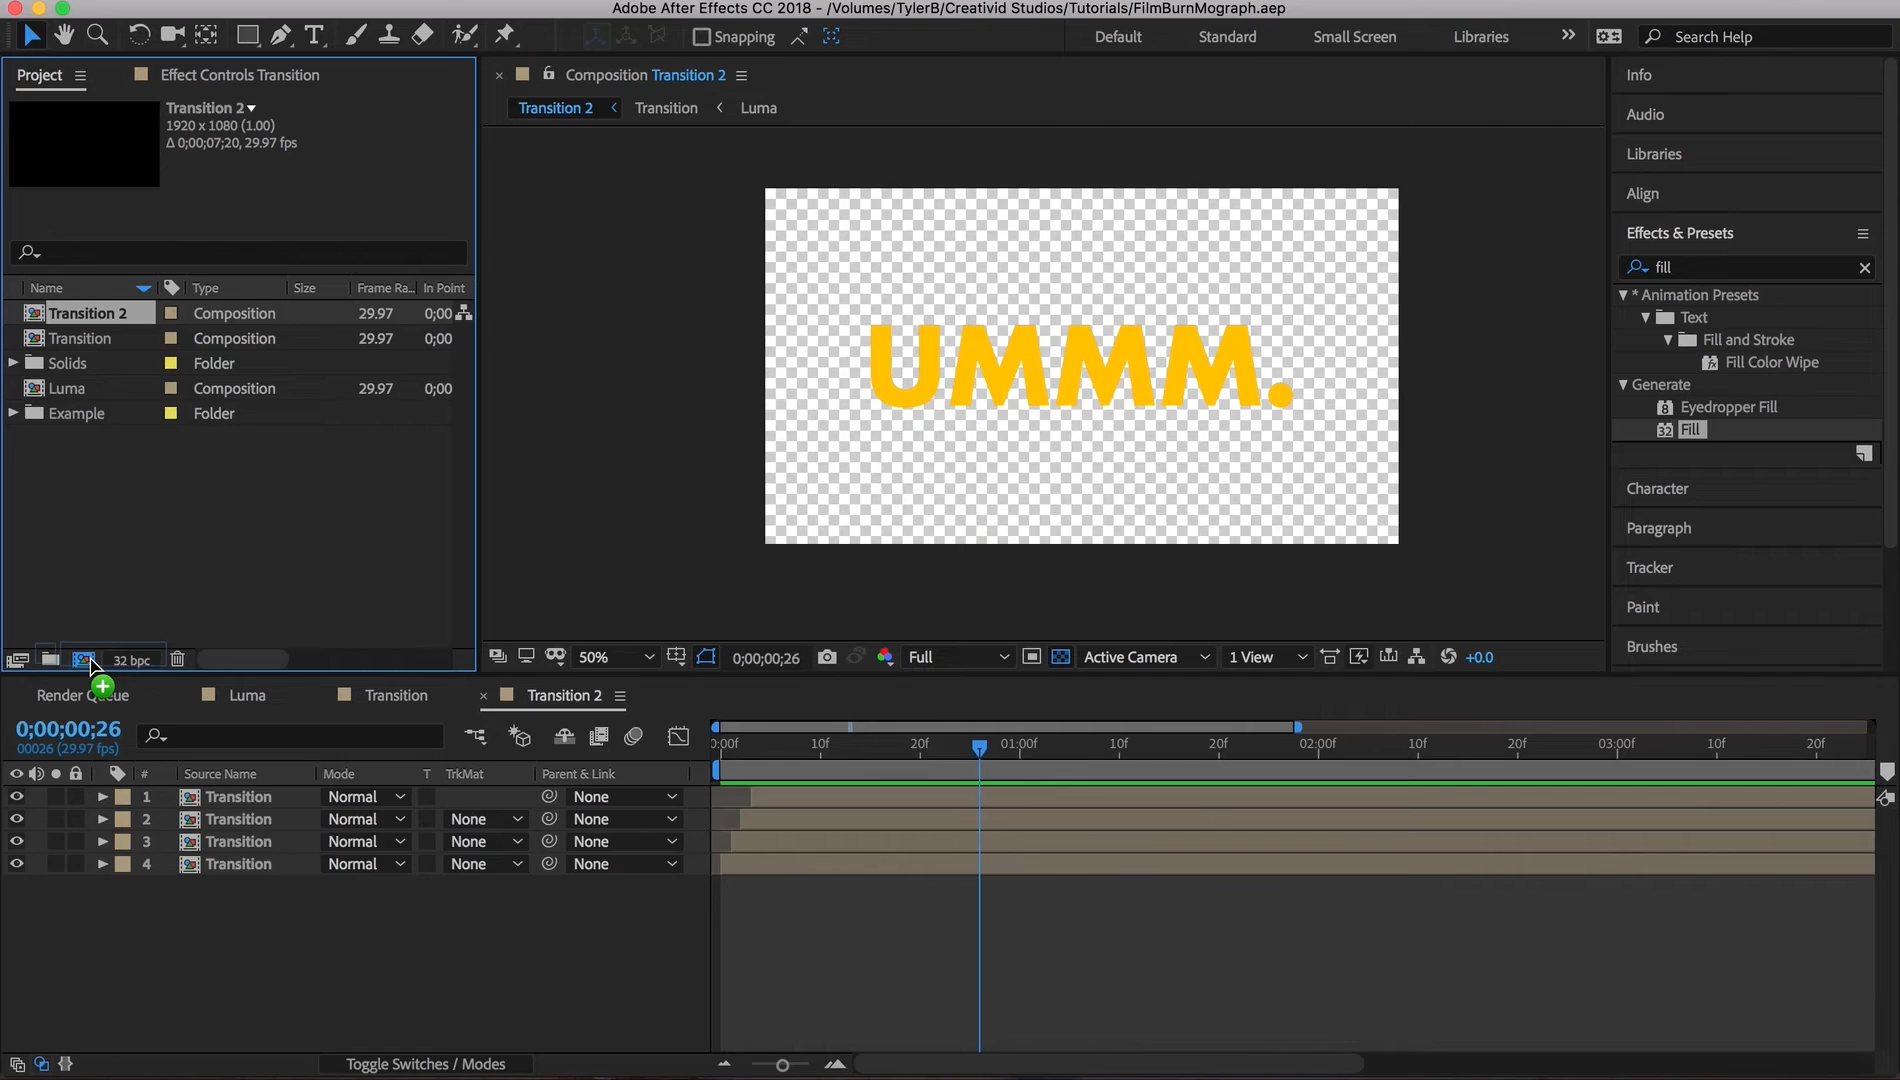 Adobe After Effects CC 2018 - /Volumes/TylerB/Creativid Studios/Tutorials/FilmBurnMograph.aep
Snapping
Default
Standard
Small Screen
Libraries
Search Help
Project
Effect Controls Transition
Transition 2
1920 x 1080 (1.00)
Δ 0;00;07;20, 29.97 fps
Name Type Size Frame Ra... In Point
Transition 2 Composition 29.97 0;00
Transition Composition 29.97 0;00
Solids Folder
Luma Composition 29.97 0;00
Example Folder
32 bpc
Composition Transition 2
Transition 2 Transition Luma
UMMM.
50% 0;00;00;26 Full Active Camera 1 View +0.0
Info
Audio
Libraries
Align
Effects & Presets
fill
* Animation Presets
Text
Fill and Stroke
Fill Color Wipe
Generate
8 Eyedropper Fill
32 Fill
Character
Paragraph
Tracker
Paint
Brushes
Render Queue Luma Transition Transition 2
0;00;00;26
00026 (29.97 fps)
0:00f 10f 20f 01:00f 10f 20f 02:00f 10f 20f 03:00f 10f 20f
# Source Name Mode T TrkMat Parent & Link
1 Transition Normal None
2 Transition Normal None None
3 Transition Normal None None
4 Transition Normal None None
Toggle Switches / Modes